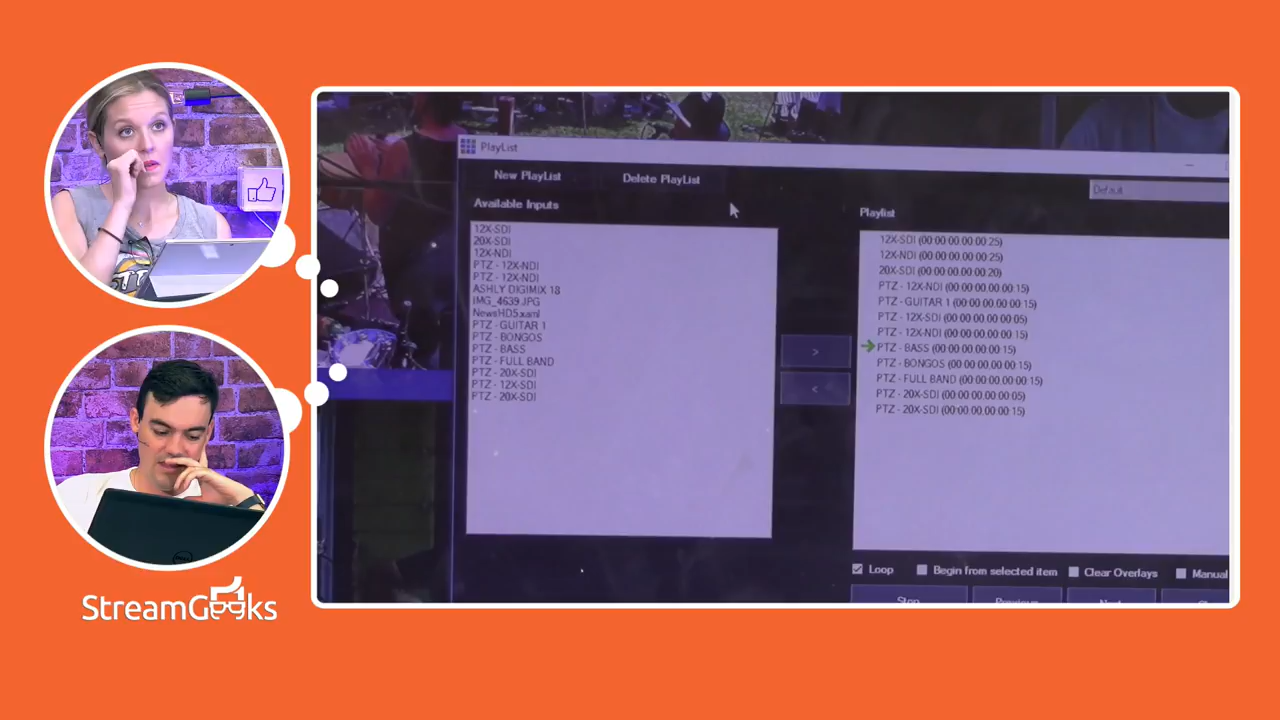 PlayList
New PlayList
Delete PlayList
Default
Available Inputs
12X-SDI
20X-SDI
12X-NDI
PTZ - 12X-NDI
PTZ - 12X-NDI
ASHLY DIGIMIX 18
IMG_4639.JPG
NewsHD5.xaml
PTZ - GUITAR 1
PTZ - BONGOS
PTZ - BASS
PTZ - FULL BAND
PTZ - 20X-SDI
PTZ - 12X-SDI
PTZ - 20X-SDI
>
<
Playlist
12X-SDI (00:00:00.00:00:25)
12X-NDI (00:00:00.00:00:25)
20X-SDI (00:00:00.00:00:20)
PTZ - 12X-NDI (00:00:00.00:00:15)
PTZ - GUITAR 1 (00:00:00.00:00:15)
PTZ - 12X-SDI (00:00:00.00:00:05)
PTZ - 12X-NDI (00:00:00.00:00:15)
PTZ - BASS (00:00:00.00:00:15)
PTZ - BONGOS (00:00:00.00:00:15)
PTZ - FULL BAND (00:00:00.00:00:15)
PTZ - 20X-SDI (00:00:00.00:00:05)
PTZ - 20X-SDI (00:00:00.00:00:15)
Loop
Begin from selected item
Clear Overlays
Manual
Stop
Previous
Next
StreamGeeks
DELL